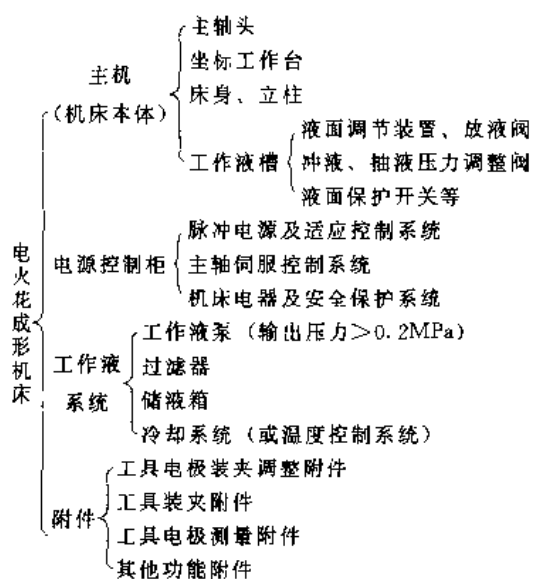 电火花成形机床
主机
(机床本体)
主轴头
坐标工作台
床身、立柱
工作液槽
液面调节装置、放液阀
冲液、抽液压力调整阀
液面保护开关等
电源控制柜
脉冲电源及适应控制系统
主轴伺服控制系统
机床电器及安全保护系统
工作液
系统
工作液泵（输出压力＞0.2MPa）
过滤器
储液箱
冷却系统（或温度控制系统）
附件
工具电极装夹调整附件
工具装夹附件
工具电极测量附件
其他功能附件